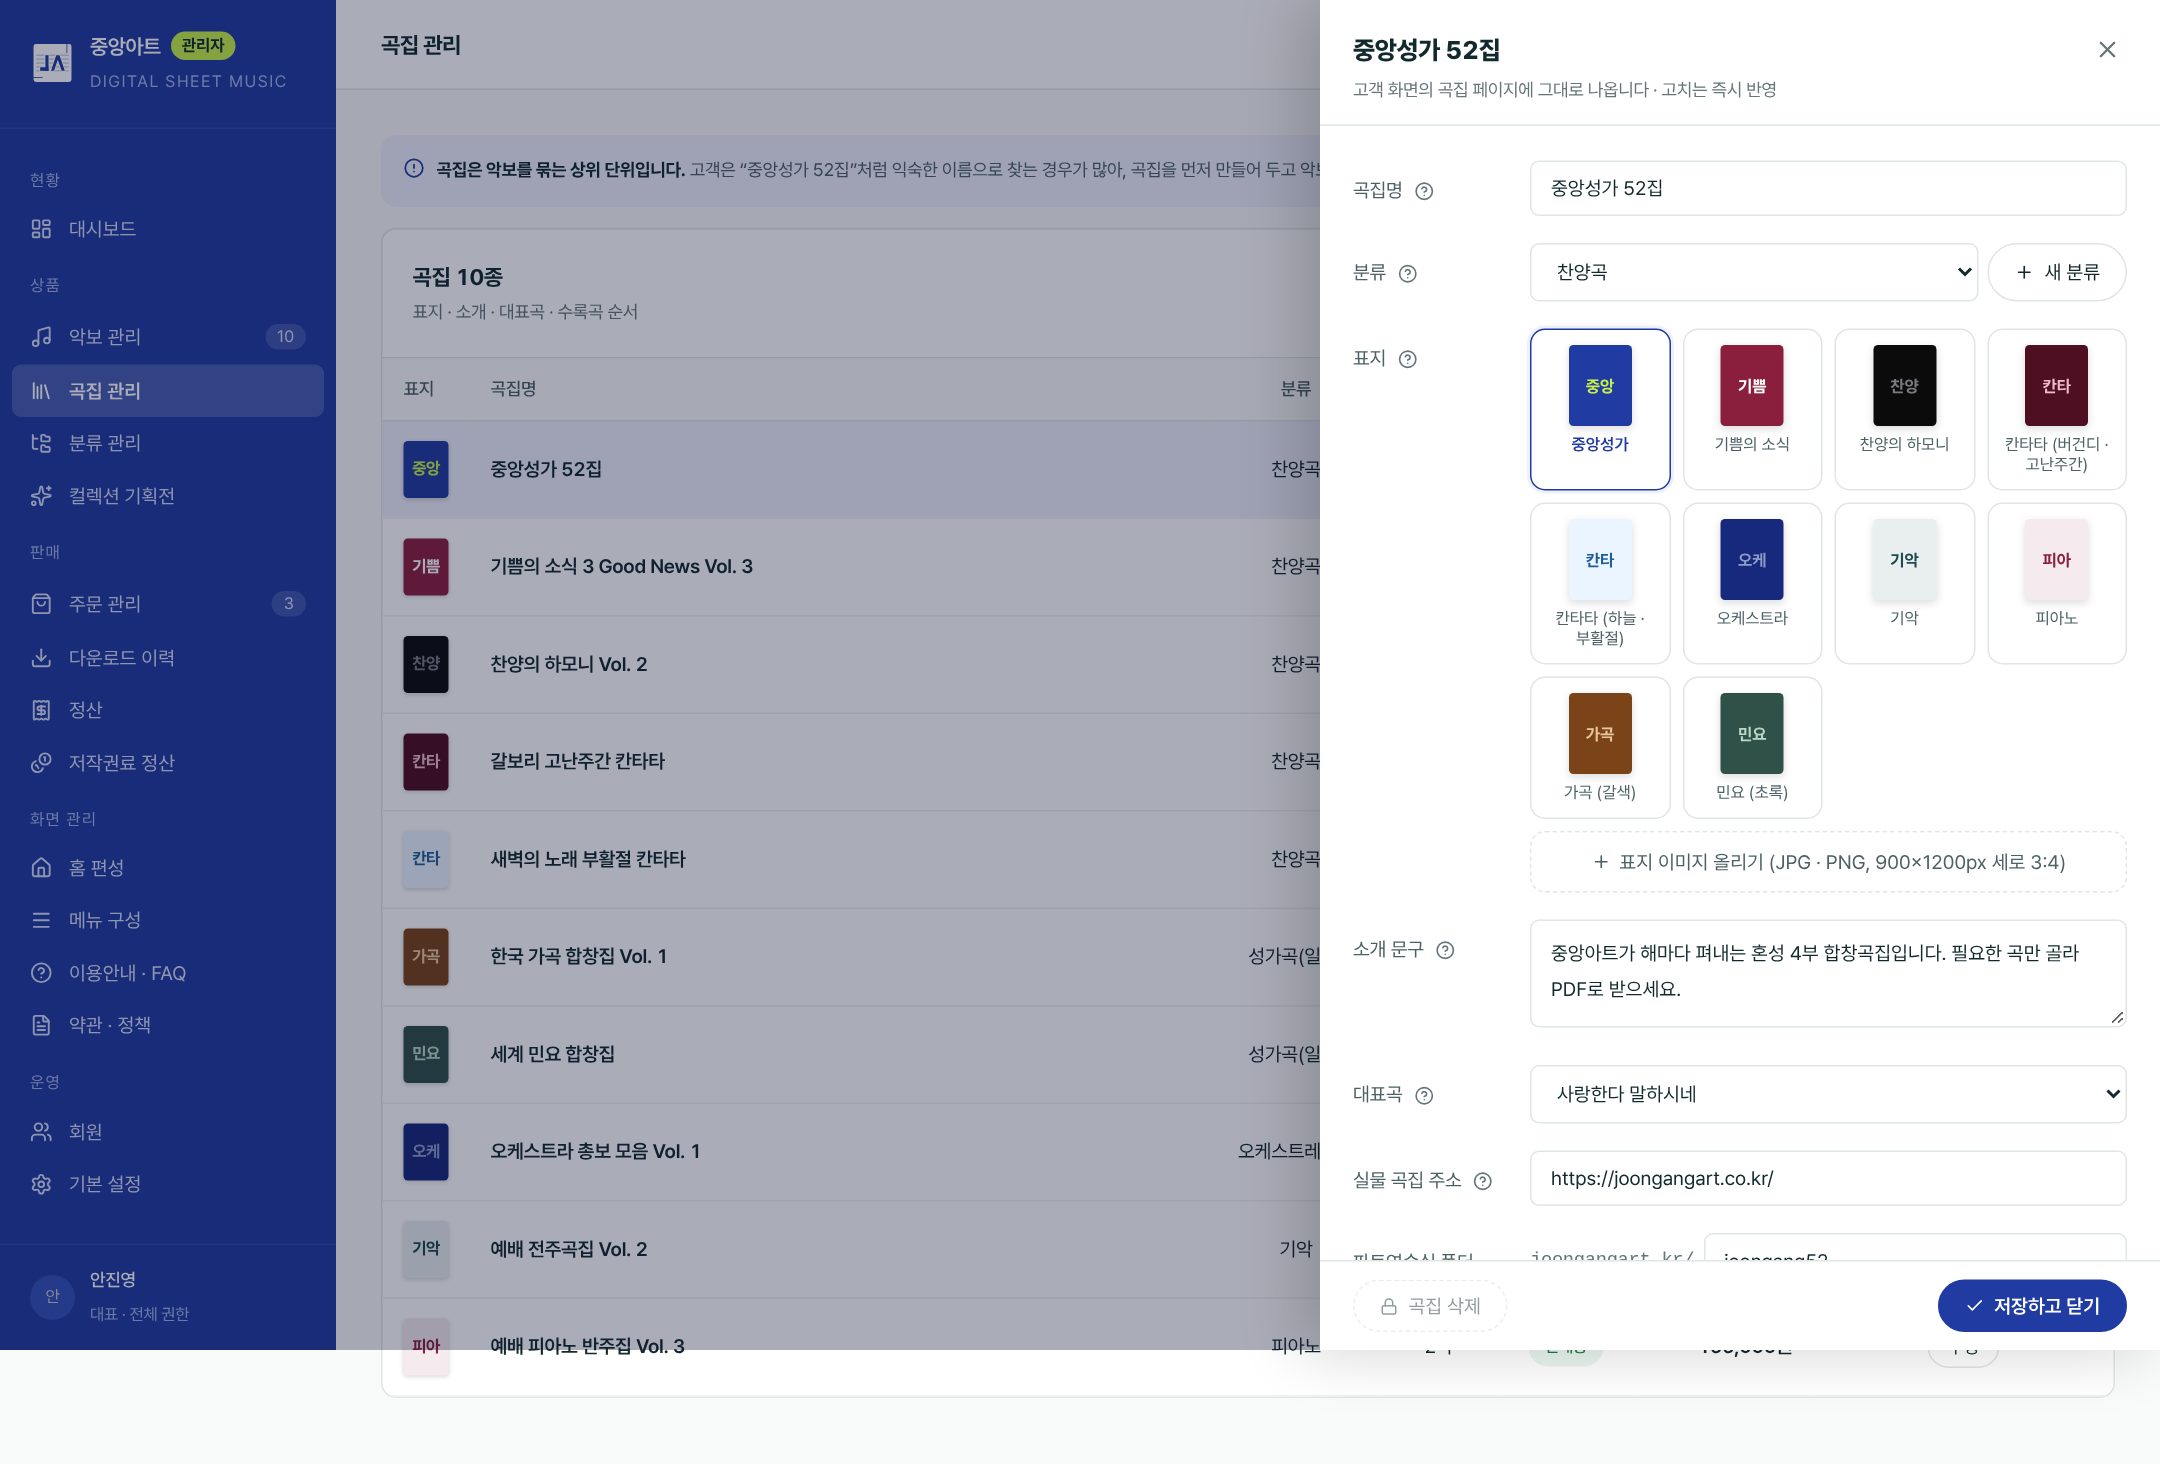 중앙아트 관리자
DIGITAL SHEET MUSIC
현황
대시보드
상품
악보 관리 10
곡집 관리
분류 관리
컬렉션 기획전
판매
주문 관리 3
다운로드 이력
정산
저작권료 정산
화면 관리
홈 편성
메뉴 구성
이용안내 · FAQ
약관 · 정책
운영
회원
기본 설정
안 안진영
대표 · 전체 권한
곡집 관리
곡집은 악보를 묶는 상위 단위입니다. 고객은 “중앙성가 52집”처럼 익숙한 이름으로 찾는 경우가 많아, 곡집을 먼저 만들어 두고
곡집 10종
표지 · 소개 · 대표곡 · 수록곡 순서
표지 곡집명 분류
중앙 중앙성가 52집 찬양곡
기쁨 기쁨의 소식 3 Good News Vol. 3 찬양곡
찬양 찬양의 하모니 Vol. 2 찬양곡
칸타 갈보리 고난주간 칸타타 찬양곡
칸타 새벽의 노래 부활절 칸타타 찬양곡
가곡 한국 가곡 합창집 Vol. 1 성가곡(일
민요 세계 민요 합창집 성가곡(일
오케 오케스트라 총보 모음 Vol. 1 오케스트레
기악 예배 전주곡집 Vol. 2 기악
피아 예배 피아노 반주집 Vol. 3 피아노
중앙성가 52집
고객 화면의 곡집 페이지에 그대로 나옵니다 · 고치는 즉시 반영
곡집명 중앙성가 52집
분류 찬양곡 + 새 분류
표지
중앙 기쁨 찬양 칸타
중앙성가 기쁨의 소식 찬양의 하모니 칸타타 (버건디 ·
고난주간)
칸타 오케 기악 피아
칸타타 (하늘 · 오케스트라 기악 피아노
부활절)
가곡 민요
가곡 (갈색) 민요 (초록)
+ 표지 이미지 올리기 (JPG · PNG, 900×1200px 세로 3:4)
소개 문구 중앙아트가 해마다 펴내는 혼성 4부 합창곡집입니다. 필요한 곡만 골라
PDF로 받으세요.
대표곡 사랑한다 말하시네
실물 곡집 주소 https://joongangart.co.kr/
joongangart.kr/ joongang52
곡집 삭제 저장하고 닫기